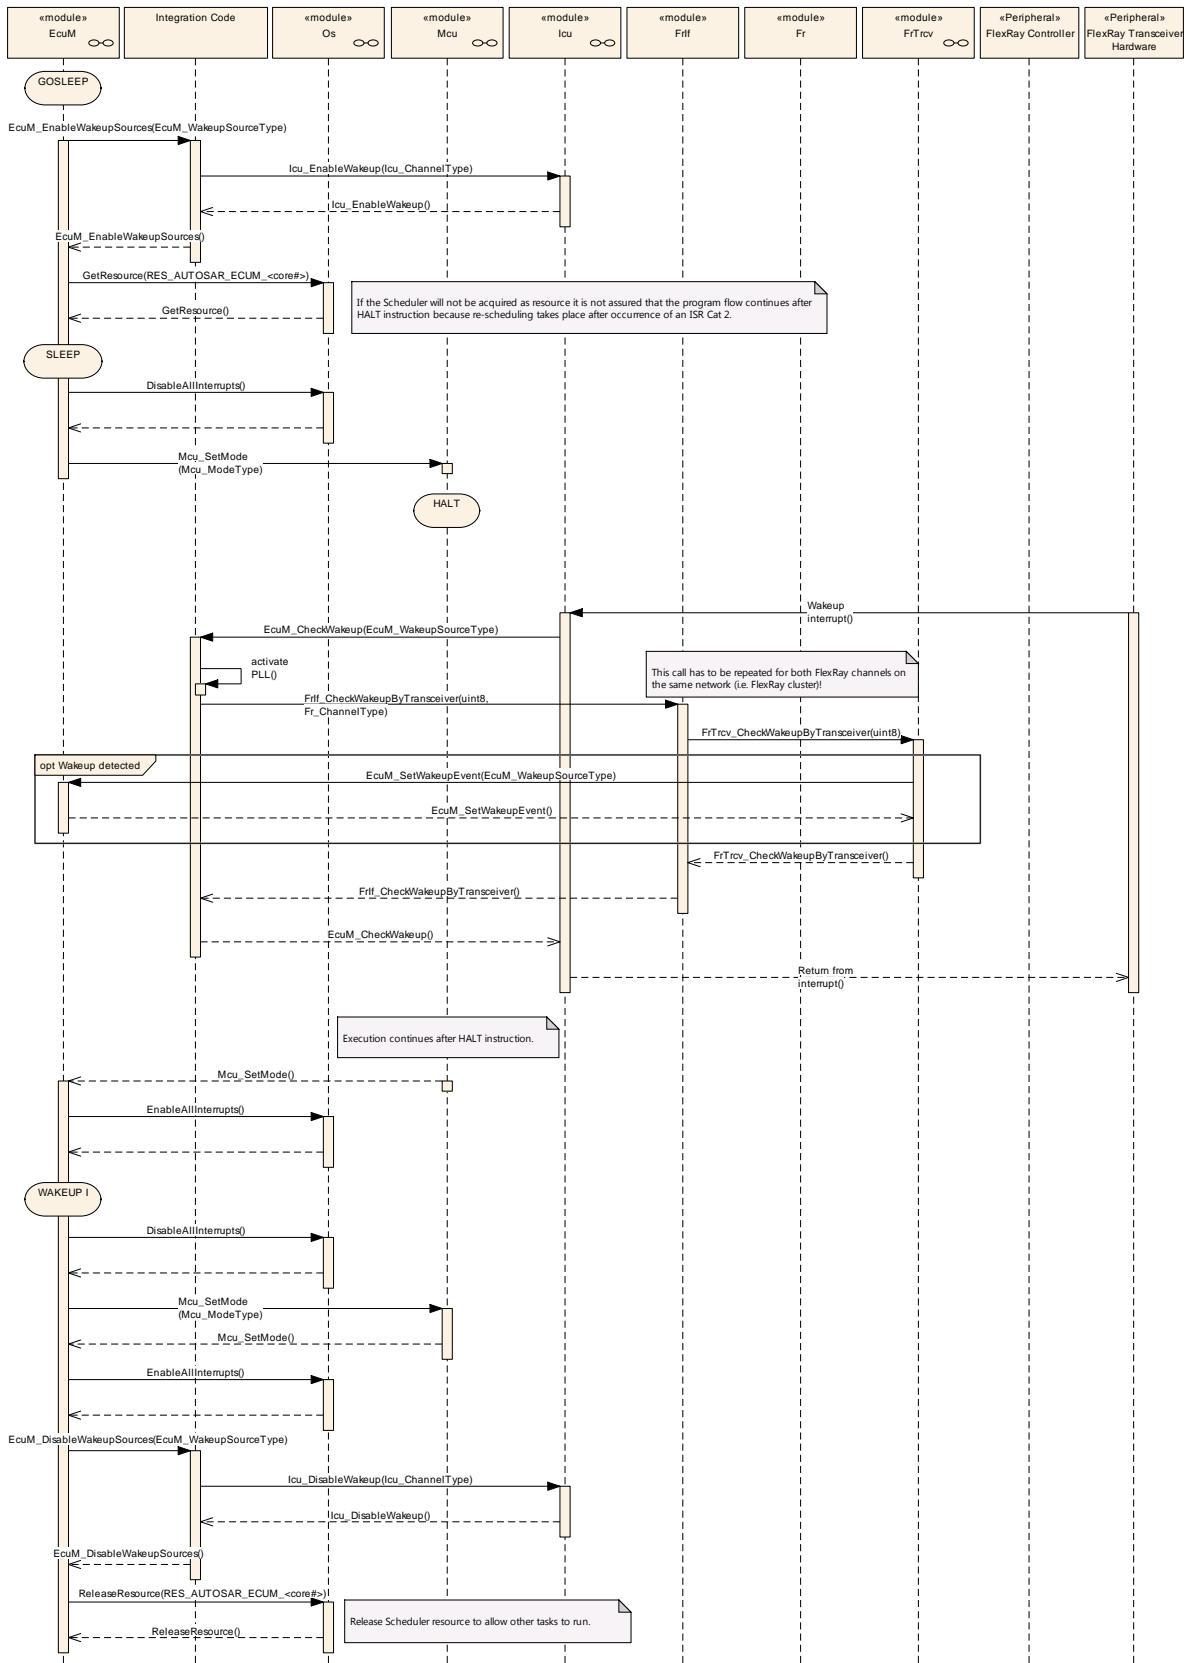 «module»
EcuM
Integration Code
«module»
Os
«module»
Mcu
«module»
Icu
«module»
FrIf
«module»
Fr
«module»
FrTrcv
«Peripheral»
FlexRay Controller
«Peripheral»
FlexRay Transceiver
Hardware
GOSLEEP
EcuM_EnableWakeupSources(EcuM_WakeupSourceType)
Icu_EnableWakeup(Icu_ChannelType)
Icu_EnableWakeup()
EcuM_EnableWakeupSources()
GetResource(RES_AUTOSAR_ECUM_<core#>)
If the Scheduler will not be acquired as resource it is not assured that the program flow continues after
HALT instruction because re-scheduling takes place after occurrence of an ISR Cat 2.
GetResource()
SLEEP
DisableAllInterrupts()
Mcu_SetMode
(Mcu_ModeType)
HALT
Wakeup
interrupt()
EcuM_CheckWakeup(EcuM_WakeupSourceType)
activate
PLL()
This call has to be repeated for both FlexRay channels on
the same network (i.e. FlexRay cluster)!
FrIf_CheckWakeupByTransceiver(uint8,
Fr_ChannelType)
FrTrcv_CheckWakeupByTransceiver(uint8)
opt Wakeup detected
EcuM_SetWakeupEvent(EcuM_WakeupSourceType)
EcuM_SetWakeupEvent()
FrTrcv_CheckWakeupByTransceiver()
FrIf_CheckWakeupByTransceiver()
EcuM_CheckWakeup()
Return from
interrupt()
Execution continues after HALT instruction.
Mcu_SetMode()
EnableAllInterrupts()
WAKEUP I
DisableAllInterrupts()
Mcu_SetMode
(Mcu_ModeType)
Mcu_SetMode()
EnableAllInterrupts()
EcuM_DisableWakeupSources(EcuM_WakeupSourceType)
Icu_DisableWakeup(Icu_ChannelType)
Icu_DisableWakeup()
EcuM_DisableWakeupSources()
ReleaseResource(RES_AUTOSAR_ECUM_<core#>)
Release Scheduler resource to allow other tasks to run.
ReleaseResource()